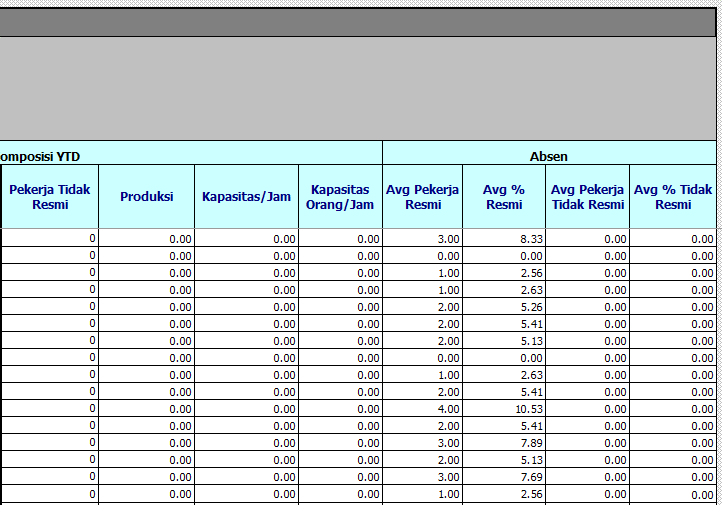 omposisi YTD Absen
Pekerja Tidak Resmi Produksi Kapasitas/Jam Kapasitas Orang/Jam Avg Pekerja Resmi Avg % Resmi Avg Pekerja Tidak Resmi Avg % Tidak Resmi
0 0.00 0.00 0.00 3.00 8.33 0.00 0.00
0 0.00 0.00 0.00 0.00 0.00 0.00 0.00
0 0.00 0.00 0.00 1.00 2.56 0.00 0.00
0 0.00 0.00 0.00 1.00 2.63 0.00 0.00
0 0.00 0.00 0.00 2.00 5.26 0.00 0.00
0 0.00 0.00 0.00 2.00 5.41 0.00 0.00
0 0.00 0.00 0.00 2.00 5.13 0.00 0.00
0 0.00 0.00 0.00 0.00 0.00 0.00 0.00
0 0.00 0.00 0.00 1.00 2.63 0.00 0.00
0 0.00 0.00 0.00 2.00 5.41 0.00 0.00
0 0.00 0.00 0.00 4.00 10.53 0.00 0.00
0 0.00 0.00 0.00 2.00 5.41 0.00 0.00
0 0.00 0.00 0.00 3.00 7.89 0.00 0.00
0 0.00 0.00 0.00 2.00 5.13 0.00 0.00
0 0.00 0.00 0.00 3.00 7.69 0.00 0.00
0 0.00 0.00 0.00 1.00 2.56 0.00 0.00